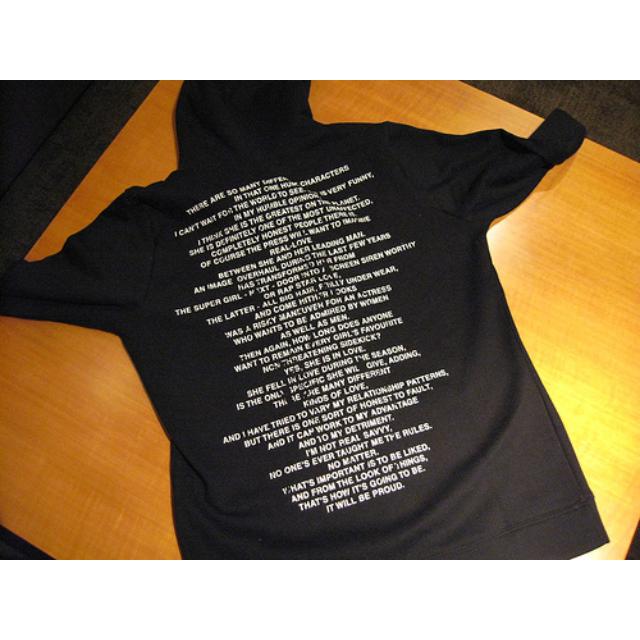 THERE ARE SO MANY
IN THAT ONE CHARACTERS
I CAN'T WAIT FOR THE WORLD TO SEE.
IN MY HUMBLE OPINION IS VERY FUNNY,
I THINK SHE IS THE GREATEST ON THE PLANET.
SHE IS DEFINITELY ONE OF THE MOST UNAFFECTED,
COMPLETELY HONEST PEOPLE THERE IS.
OF COURSE THE PRESS WILL WANT TO IMAGINE
REAL-LOVE
BETWEEN SHE AND HER LEADING MAN.
AN IMAGE OVERHAUL DURING THE LAST FEW YEARS
HAS TRANSFORMED HER FROM
THE SUPER GIRL - NEXT - DOOR INTO A SCREEN SIREN WORTHY
OR RAP STAR LOVE.
THE LATTER ALL BIG HAIR, FRILLY UNDER WEAR,
AND COME HITHER LOOKS
WAS A RISKY MANEUVER FOR AN ACTRESS
WHO WANTS TO BE ADMIRED BY WOMEN
AS WELL AS MEN.
THEN AGAIN, HOW LONG DOES ANYONE
WANT TO REMAIN EVERY GIRL'S FAVOURITE
NON THREATENING SIDEKICK?
YES, SHE IS IN LOVE.
SHE FELL IN LOVE DURING THE SEASON,
IS THE ONLY SPECIFIC SHE WILL GIVE, ADDING,
MANY DIFFERENT
KINDS OF LOVE.
AND I HAVE TRIED TO VARY MY RELATIONSHIP PATTERNS,
BUT THERE IS ONE SORT OF HONEST TO FAULT,
AND IT CAN WORK TO MY ADVANTAGE
AND TO MY DETRIMENT.
I'M NOT REAL SAVVY.
NO ONE'S EVER TAUGHT ME THE RULES.
NO MATTER.
WHAT'S IMPORTANT IS TO BE LIKED,
AND FROM THE LOOK OF THINGS,
THAT'S HOW IT'S GOING TO BE.
IT WILL BE PROUD.